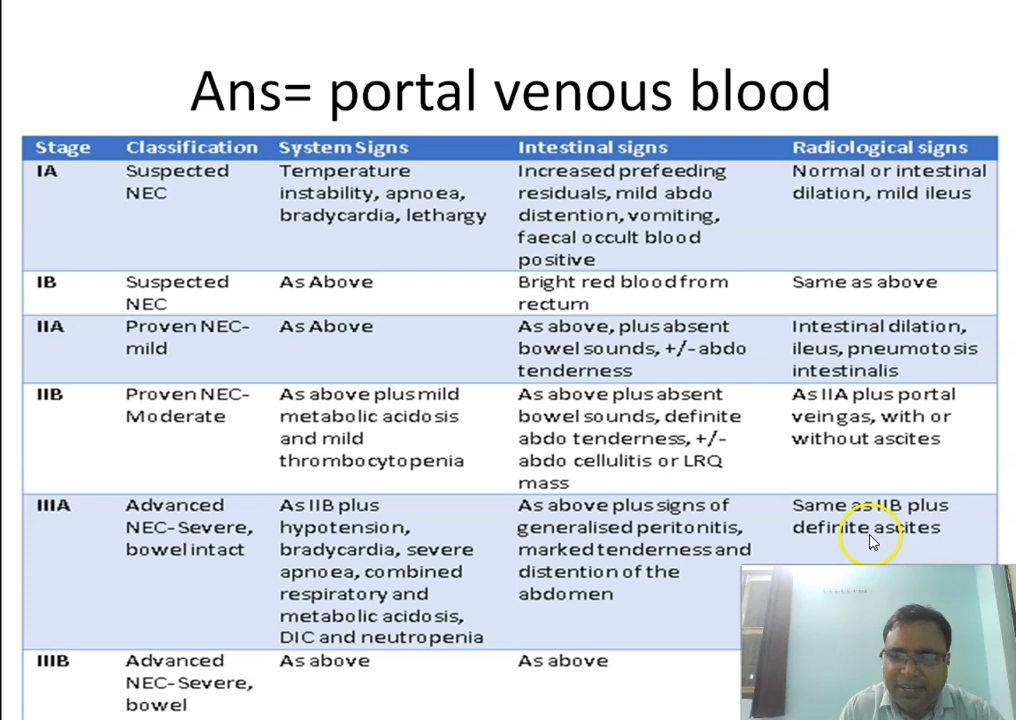 Ans= portal venous blood
Stage Classification System Signs Intestinal signs Radiological signs
IA Suspected Temperature Increased prefeeding Normal or intestinal
NEC instability, apnoea, residuals, mild abdo dilation, mild ileus
bradycardia, lethargy distention, vomiting,
faecal occult blood
positive
IB Suspected As Above Bright red blood from Same as above
NEC rectum
IIA Proven NEC- As Above As above, plus absent Intestinal dilation,
mild bowel sounds, +/- abdo ileus, pneumotosis
tenderness intestinalis
IIB Proven NEC- As above plus mild As above plus absent As IIA plus portal
Moderate metabolic acidosis bowel sounds, definite vein gas, with or
and mild abdo tenderness, +/- without ascites
thrombocytopenia abdo cellulitis or LRQ
mass
IIIA Advanced As IIB plus As above plus signs of Same as IIB plus
NEC-Severe, hypotension, generalised peritonitis, definite ascites
bowel intact bradycardia, severe marked tenderness and
apnoea, combined distention of the
respiratory and abdomen
metabolic acidosis,
DIC and neutropenia
IIIB Advanced As above As above
NEC-Severe,
bowel